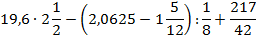 19,6 · 2 1/2 − (2,0625 − 1 5/12) : 1/8 + 217/42